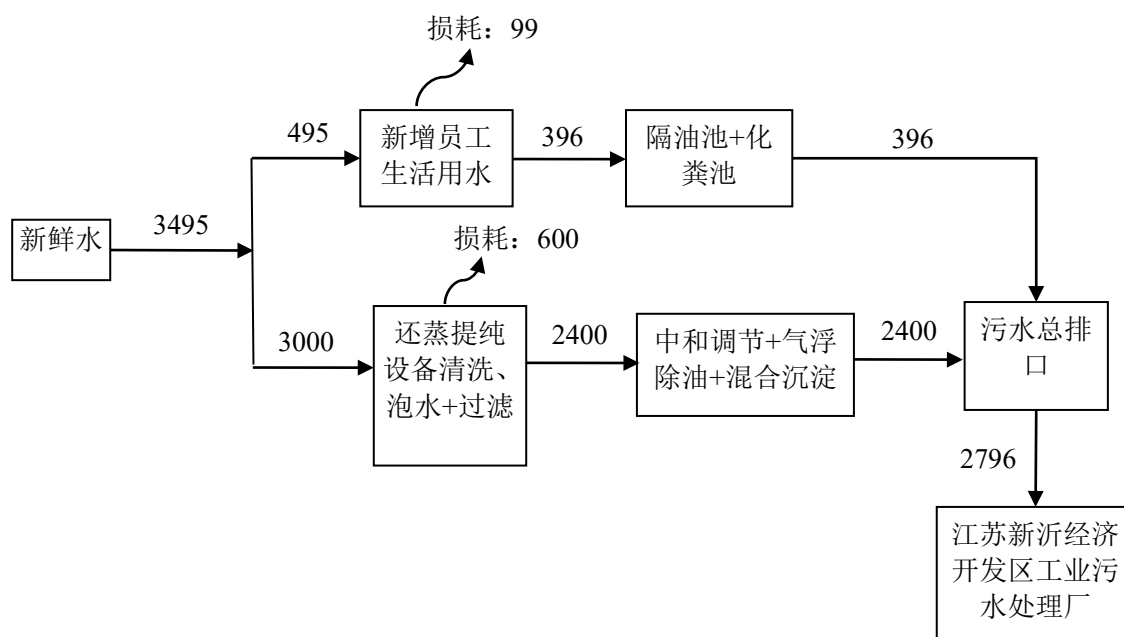 损耗：99
495
新增员工
生活用水
396
隔油池+化
粪池
396
新鲜水
3495
损耗：600
3000
还蒸提纯
设备清洗、
泡水+过滤
2400
中和调节+气浮
除油+混合沉淀
2400
污水总排
口
2796
江苏新沂经济
开发区工业污
水处理厂